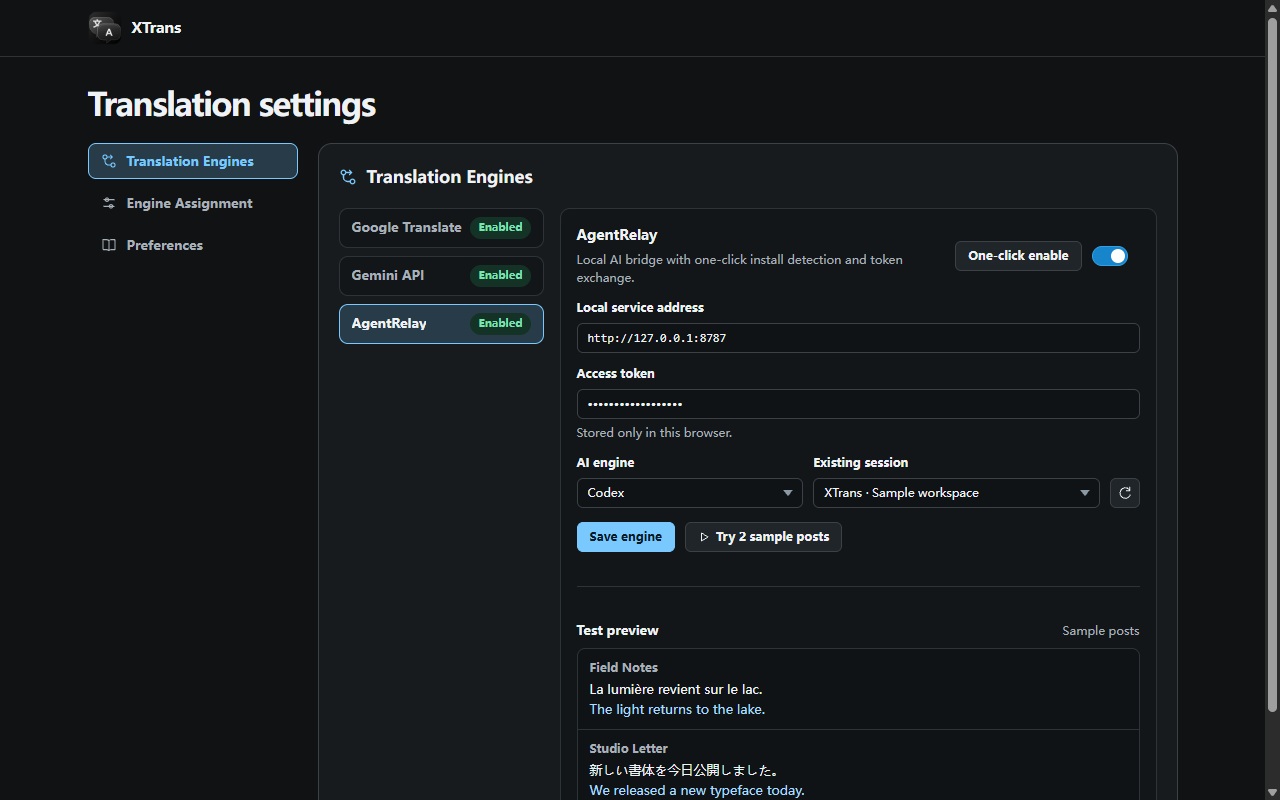 XTrans
Translation settings
Translation Engines
Engine Assignment
Preferences
Translation Engines
Google Translate Enabled
Gemini API Enabled
AgentRelay Enabled
AgentRelay
Local AI bridge with one-click install detection and token
exchange.
One-click enable
Local service address
http://127.0.0.1:8787
Access token
••••••••••••••••••
Stored only in this browser.
AI engine
Existing session
Codex
XTrans · Sample workspace
Save engine
Try 2 sample posts
Test preview
Sample posts
Field Notes
La lumière revient sur le lac.
The light returns to the lake.
Studio Letter
新しい書体を今日公開しました。
We released a new typeface today.